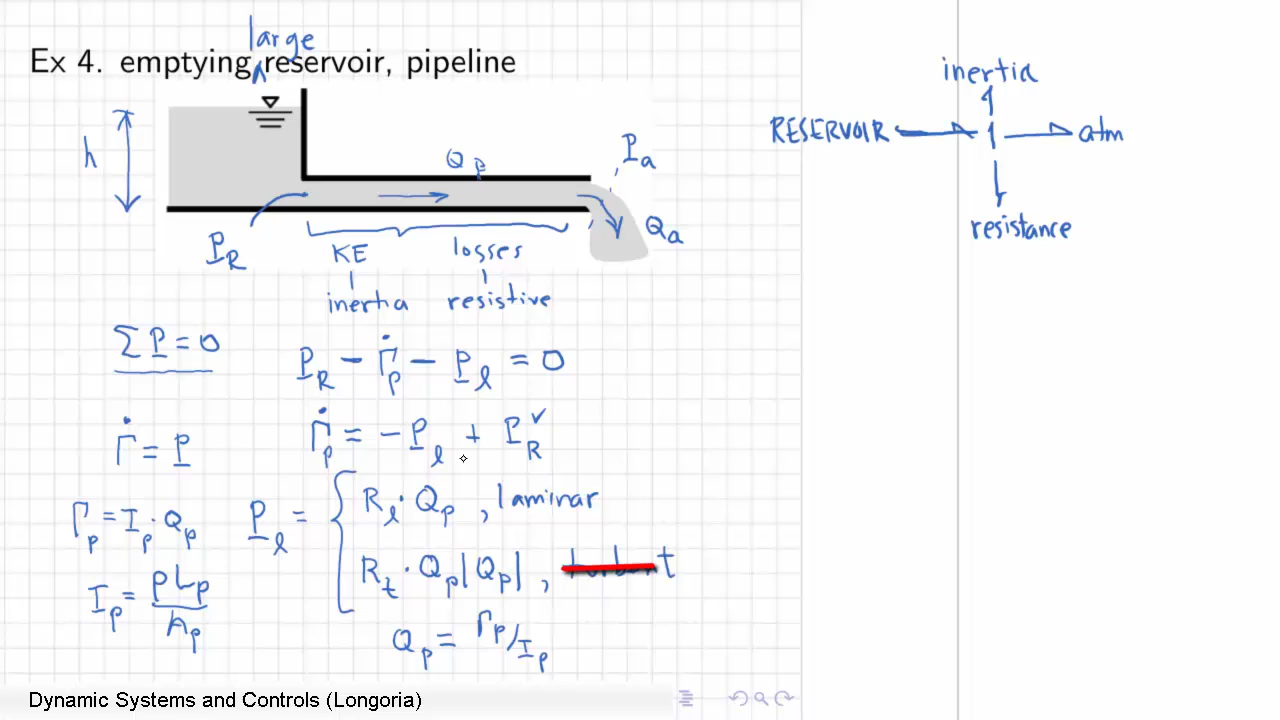 large
Ex 4. emptying reservoir, pipeline
h
Q_p
P_a
P_R
Q_a
KE
losses
inertia
resistive
inertia
RESERVOIR 1 atm
resistance
∑ P = 0
P_R − Γ̇_p − P_l = 0
Γ̇ = P
Γ̇_p = − P_l + P_R ✓
Γ_p = I_p · Q_p
P_l = { R_l · Q_p , laminar
R_t · Q_p |Q_p| , t
I_p = ρ L_p / A_p
Q_p = Γ_p / I_p
Dynamic Systems and Controls (Longoria)